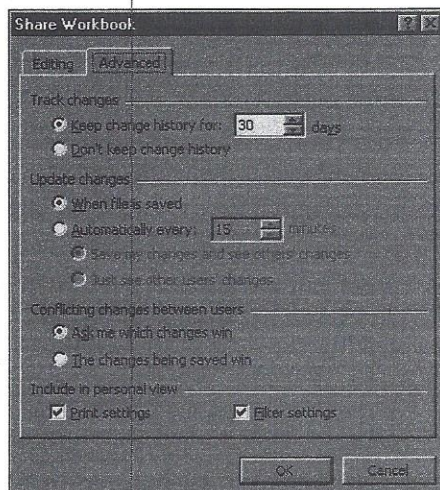 Share Workbook
Editing Advanced
Track changes
Keep change history for: 30 days
Don't keep change history
Update changes
When file is saved
Automatically every: 15 minutes
Save my changes and see others' changes
Just see other users' changes
Conflicting changes between users
Ask me which changes win
The changes being saved win
Include in personal view
Print settings Filter settings
OK Cancel